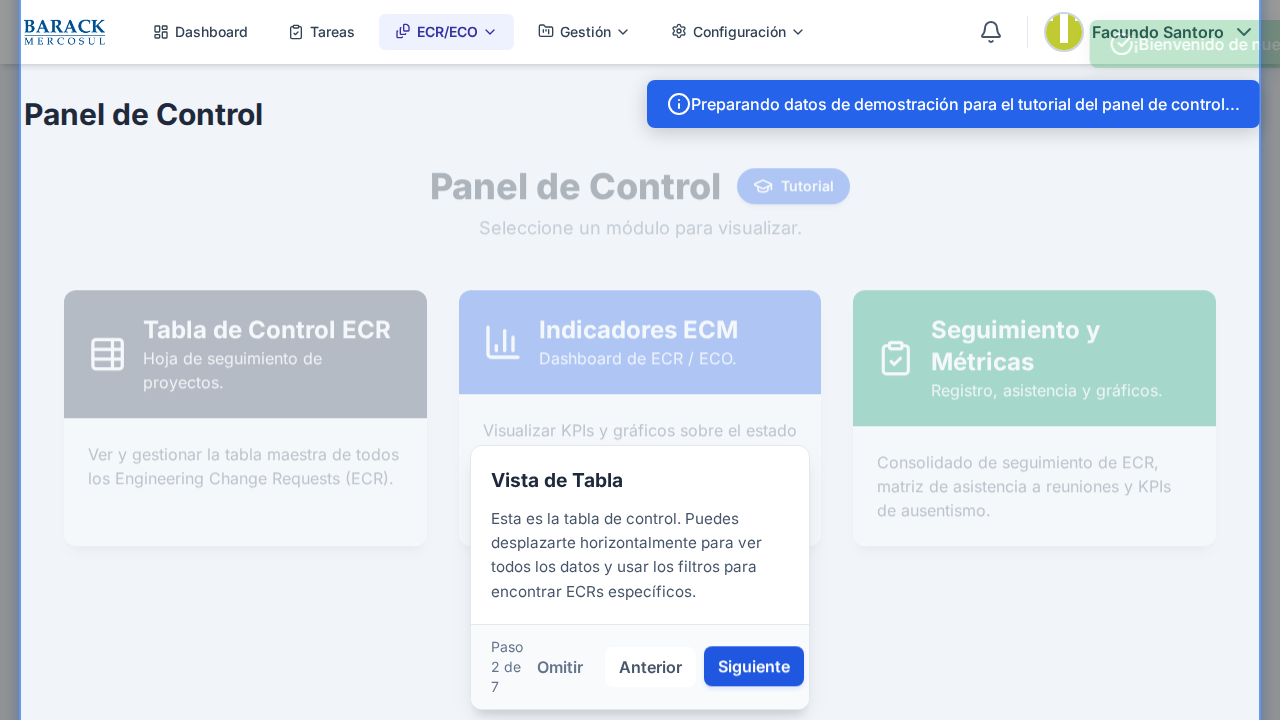 BARACK
MERCOSUL
Dashboard
Tareas
ECR/ECO
Gestión
Configuración
Facundo Santoro
¡Bienvenido de nue
Preparando datos de demostración para el tutorial del panel de control...
Panel de Control
Panel de Control
Tutorial
Seleccione un módulo para visualizar.
Tabla de Control ECR
Hoja de seguimiento de
proyectos.
Ver y gestionar la tabla maestra de todos
los Engineering Change Requests (ECR).
Indicadores ECM
Dashboard de ECR / ECO.
Visualizar KPIs y gráficos sobre el estado
Seguimiento y
Métricas
Registro, asistencia y gráficos.
Consolidado de seguimiento de ECR,
matriz de asistencia a reuniones y KPIs
de ausentismo.
Vista de Tabla
Esta es la tabla de control. Puedes
desplazarte horizontalmente para ver
todos los datos y usar los filtros para
encontrar ECRs específicos.
Paso
2 de
7
Omitir
Anterior
Siguiente